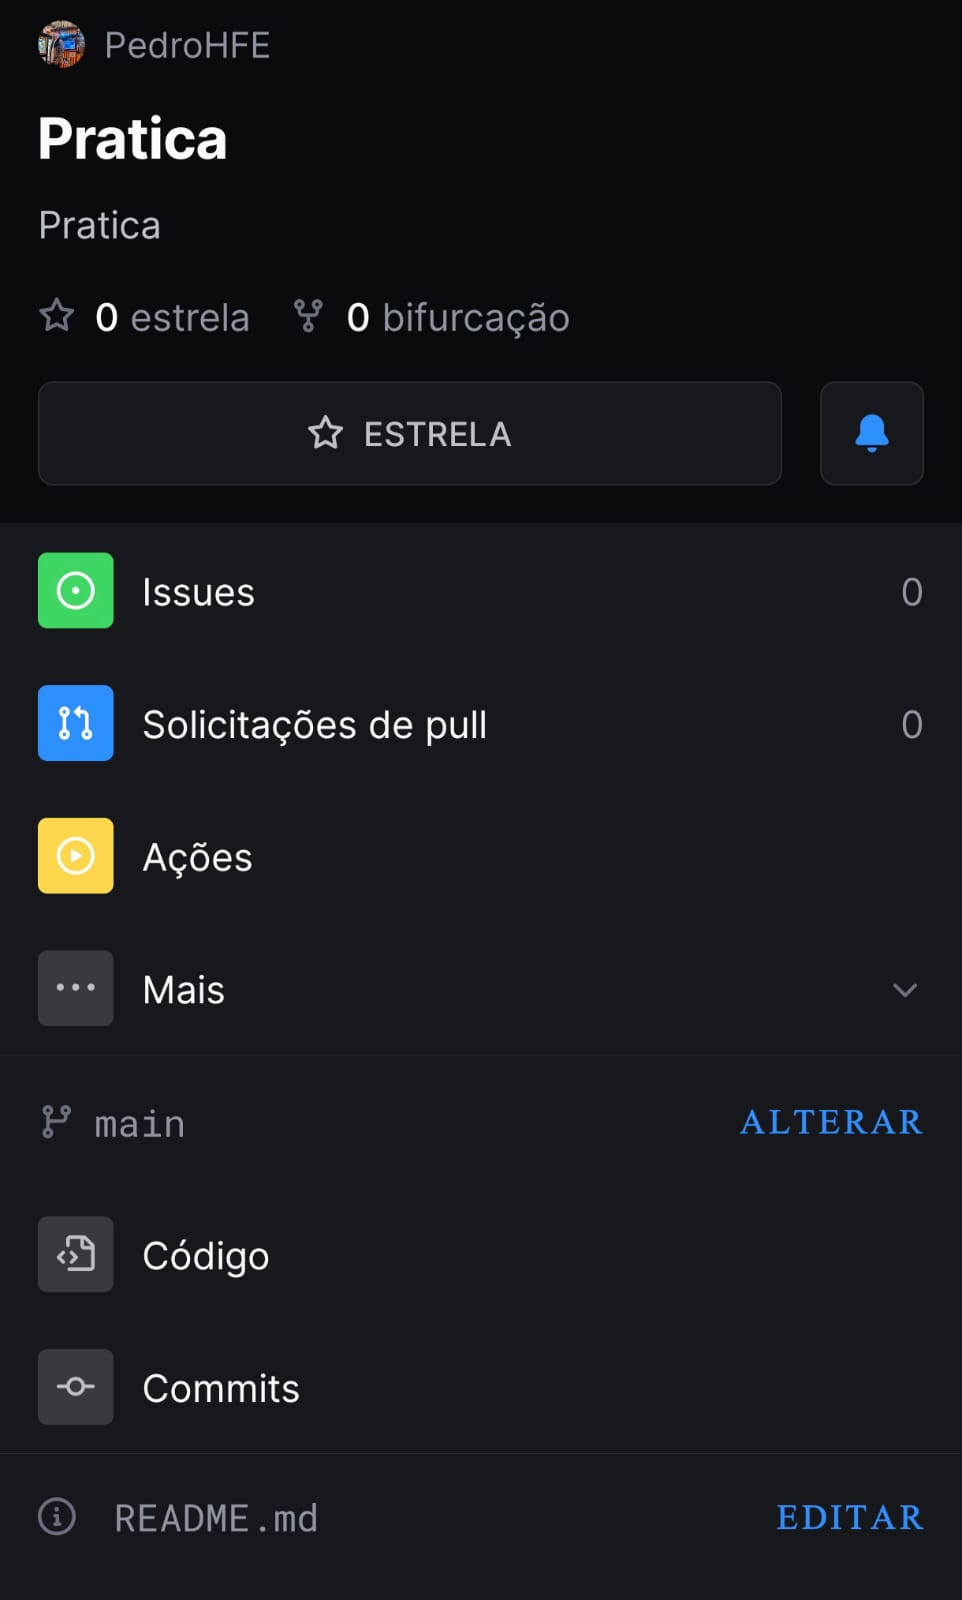 PedroHFE
Pratica
Pratica
0 estrela 0 bifurcação
ESTRELA
Issues 0
Solicitações de pull 0
Ações
Mais
main ALTERAR
Código
Commits
README.md EDITAR